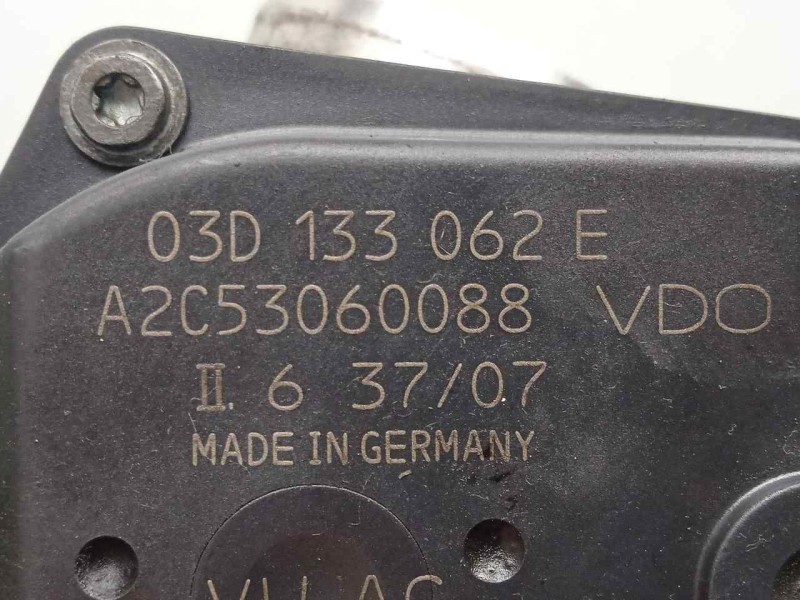 03D 133 062 E
A2C53060088 VDO
II 6 37/07
MADE IN GERMANY